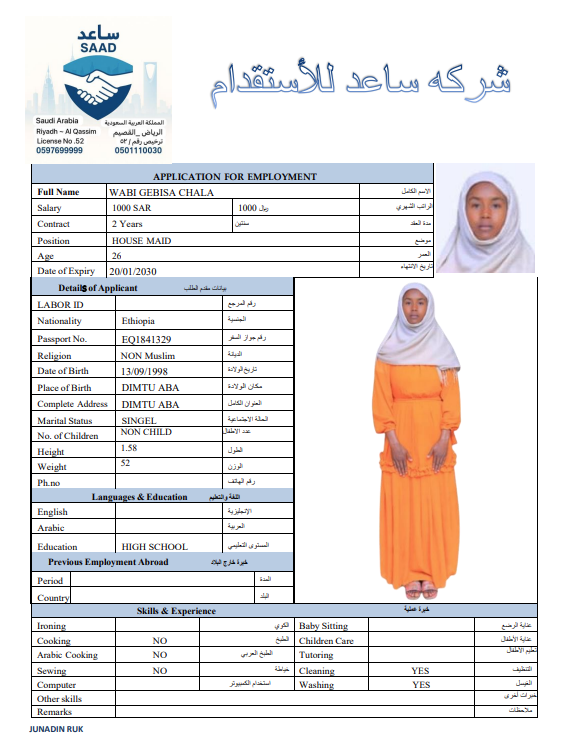 ساعد
SAAD
Saudi Arabia
المملكة العربية السعودية
Riyadh ~ Al Qassim
الرياض _القصيم
License No .52
ترخيص رقم / ٥٢
0597699999
0501110030
شركه ساعد للأستقدام
APPLICATION FOR EMPLOYMENT
Full Name WABI GEBISA CHALA الاسم الكامل
Salary 1000 SAR 1000 ريال الراتب الشهري
Contract 2 Years سنتين مدة العقد
Position HOUSE MAID موضع
Age 26 العمر
Date of Expiry 20/01/2030 تاريخ الانتهاء
Details of Applicant بيانات مقدم الطلب
LABOR ID رقم المرجع
Nationality Ethiopia الجنسية
Passport No. EQ1841329 رقم جواز السفر
Religion NON Muslim الديانة
Date of Birth 13/09/1998 تاريخ الولادة
Place of Birth DIMTU ABA مكان الولادة
Complete Address DIMTU ABA العنوان الكامل
Marital Status SINGEL الحالة الاجتماعية
No. of Children NON CHILD عدد الاطفال
Height 1.58 الطول
Weight 52 الوزن
Ph.no رقم الهاتف
Languages & Education اللغة والتعليم
English الإنجليزية
Arabic العربية
Education HIGH SCHOOL المستوى التعليمي
Previous Employment Abroad خبرة خارج البلاد
Period المدة
Country البلد
Skills & Experience خبرة عملية
Ironing الكوي Baby Sitting عناية الرضع
Cooking NO الطبخ Children Care عناية الأطفال
Arabic Cooking NO الطبخ العربي Tutoring تعليم الأطفال
Sewing NO خياطة Cleaning YES التنظيف
Computer استخدام الكمبيوتر Washing YES الغسيل
Other skills خبرات أخرى
Remarks ملاحظات
JUNADIN RUK